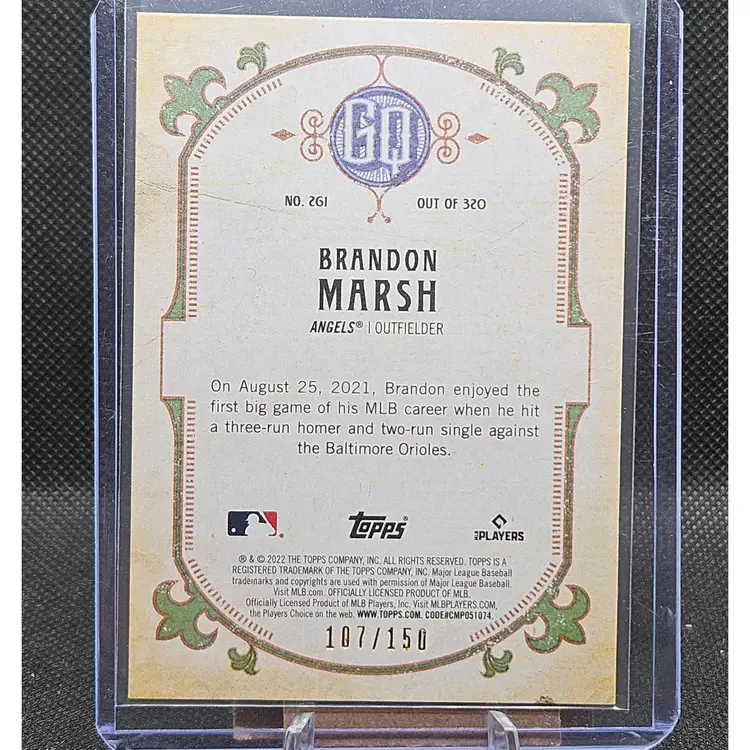 GQ
NO. 261 OUT OF 320
BRANDON
MARSH
ANGELS® | OUTFIELDER
On August 25, 2021, Brandon enjoyed the
first big game of his MLB career when he hit
a three-run homer and two-run single against
the Baltimore Orioles.
topps® MLB PLAYERS
® & © 2022 THE TOPPS COMPANY, INC. ALL RIGHTS RESERVED. TOPPS IS A
REGISTERED TRADEMARK OF THE TOPPS COMPANY, INC. Major League Baseball
trademarks and copyrights are used with permission of Major League Baseball
Visit MLB.com. OFFICIALLY LICENSED PRODUCT OF MLB.
Officially Licensed Product of MLB Players, Inc. Visit MLBPLAYERS.COM,
the Players Choice on the web. WWW.TOPPS.COM. CODE#CMP051074
107/150